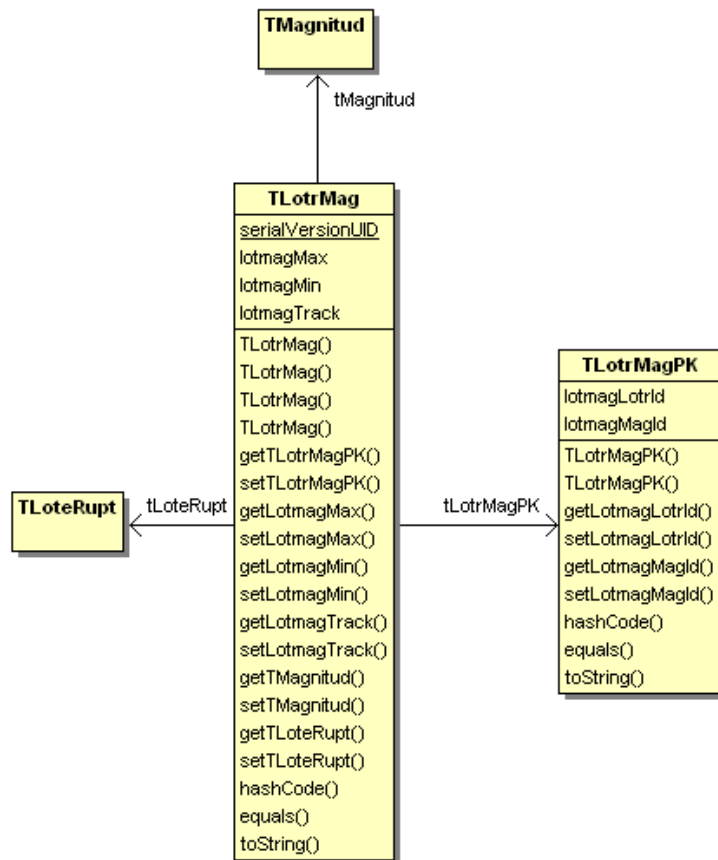 TMagnitud
tMagnitud
TLotrMag
serialVersionUID
lotmagMax
lotmagMin
lotmagTrack
TLotrMag()
TLotrMag()
TLotrMag()
TLotrMag()
getTLotrMagPK()
setTLotrMagPK()
getLotmagMax()
setLotmagMax()
getLotmagMin()
setLotmagMin()
getLotmagTrack()
setLotmagTrack()
getTMagnitud()
setTMagnitud()
getTLoteRupt()
setTLoteRupt()
hashCode()
equals()
toString()
TLoteRupt
tLoteRupt
tLotrMagPK
TLotrMagPK
lotmagLotrId
lotmagMagId
TLotrMagPK()
TLotrMagPK()
getLotmagLotrId()
setLotmagLotrId()
getLotmagMagId()
setLotmagMagId()
hashCode()
equals()
toString()